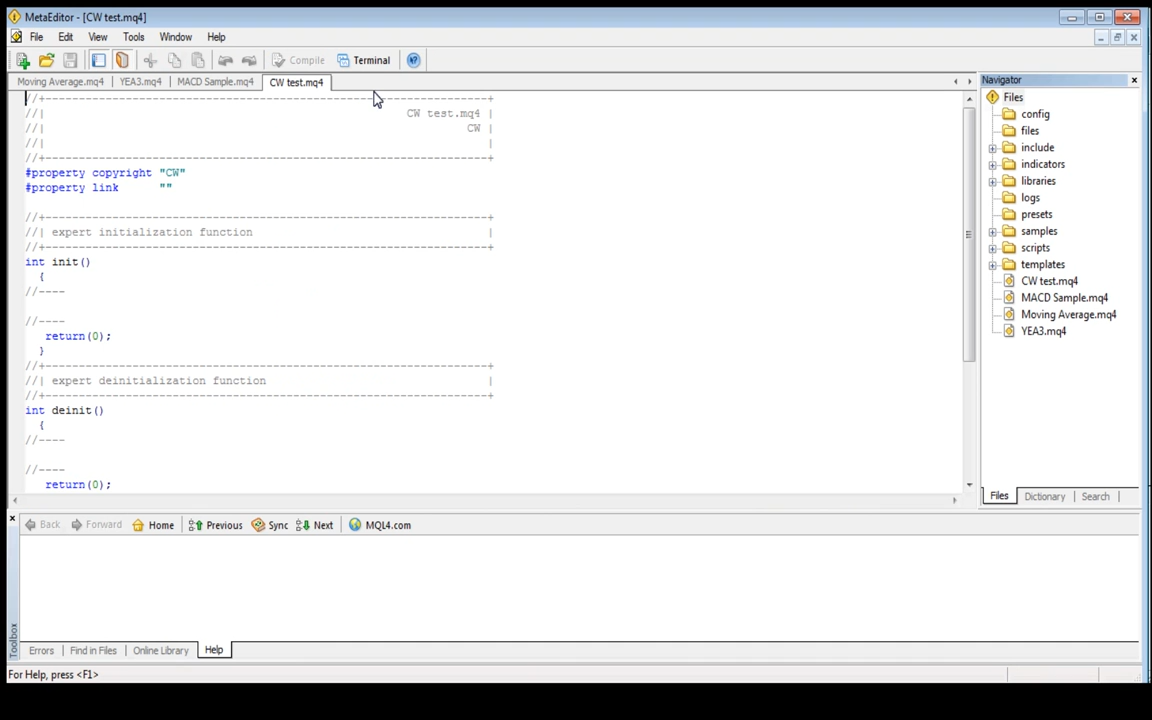 MetaEditor - [CW test.mq4]
File Edit View Tools Window Help
Compile Terminal
Moving Average.mq4 YEA3.mq4 MACD Sample.mq4 CW test.mq4
//+------------------------------------------------------------------+
//| CW test.mq4 |
//| CW |
//| |
//+------------------------------------------------------------------+
#property copyright "CW"
#property link ""
//+------------------------------------------------------------------+
//| expert initialization function |
//+------------------------------------------------------------------+
int init()
{
//----
//----
return(0);
}
//+------------------------------------------------------------------+
//| expert deinitialization function |
//+------------------------------------------------------------------+
int deinit()
{
//----
//----
return(0);
Navigator
Files
config
files
include
indicators
libraries
logs
presets
samples
scripts
templates
CW test.mq4
MACD Sample.mq4
Moving Average.mq4
YEA3.mq4
Files Dictionary Search
Back Forward Home Previous Sync Next MQL4.com
Toolbox
Errors Find in Files Online Library Help
For Help, press <F1>